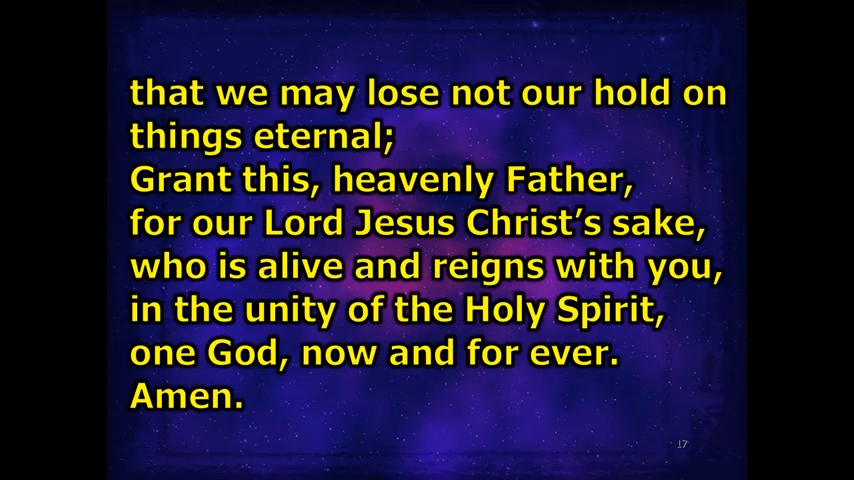 that we may lose not our hold on
things eternal;
Grant this, heavenly Father,
for our Lord Jesus Christ’s sake,
who is alive and reigns with you,
in the unity of the Holy Spirit,
one God, now and for ever.
Amen.
17